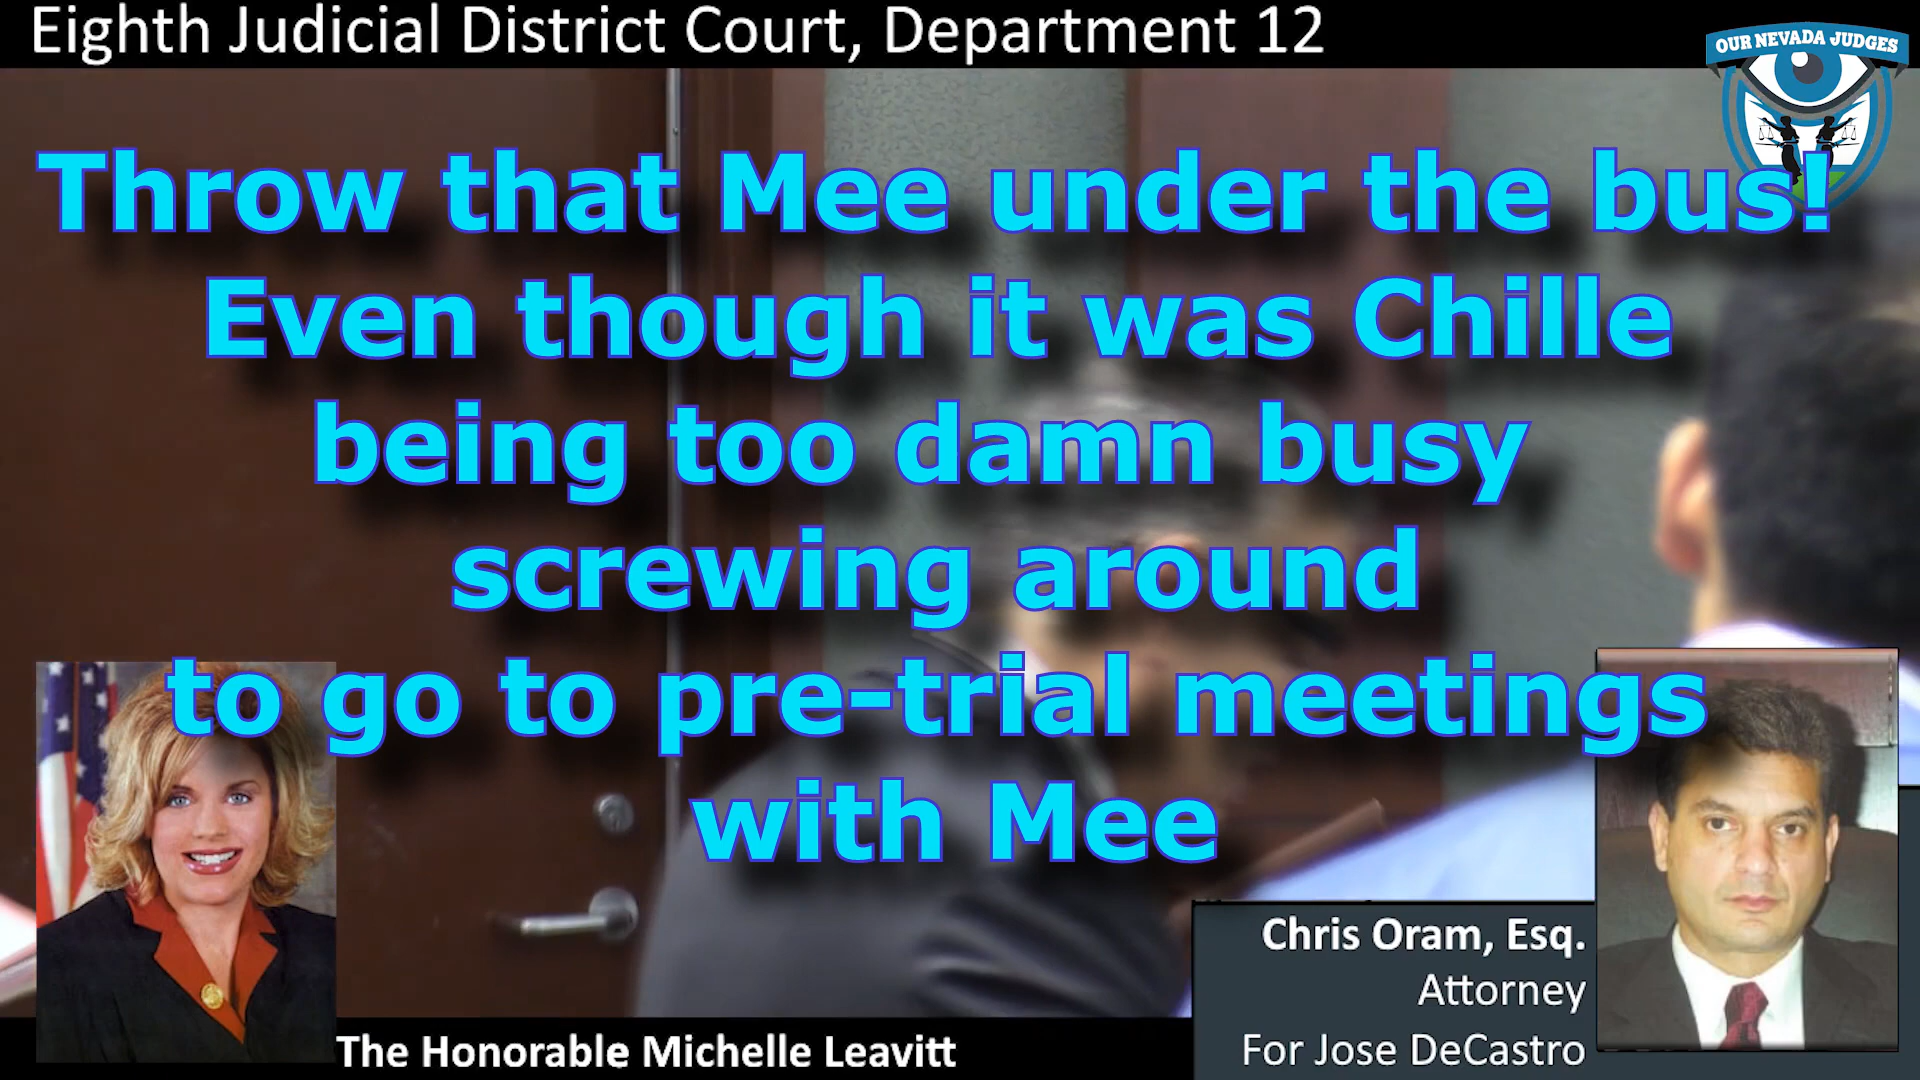 Eighth Judicial District Court, Department 12
OUR NEVADA JUDGES
Throw that Mee under the bus!
Even though it was Chille
being too damn busy
screwing around
to go to pre-trial meetings
with Mee
Chris Oram, Esq.
Attorney
For Jose DeCastro
The Honorable Michelle Leavitt